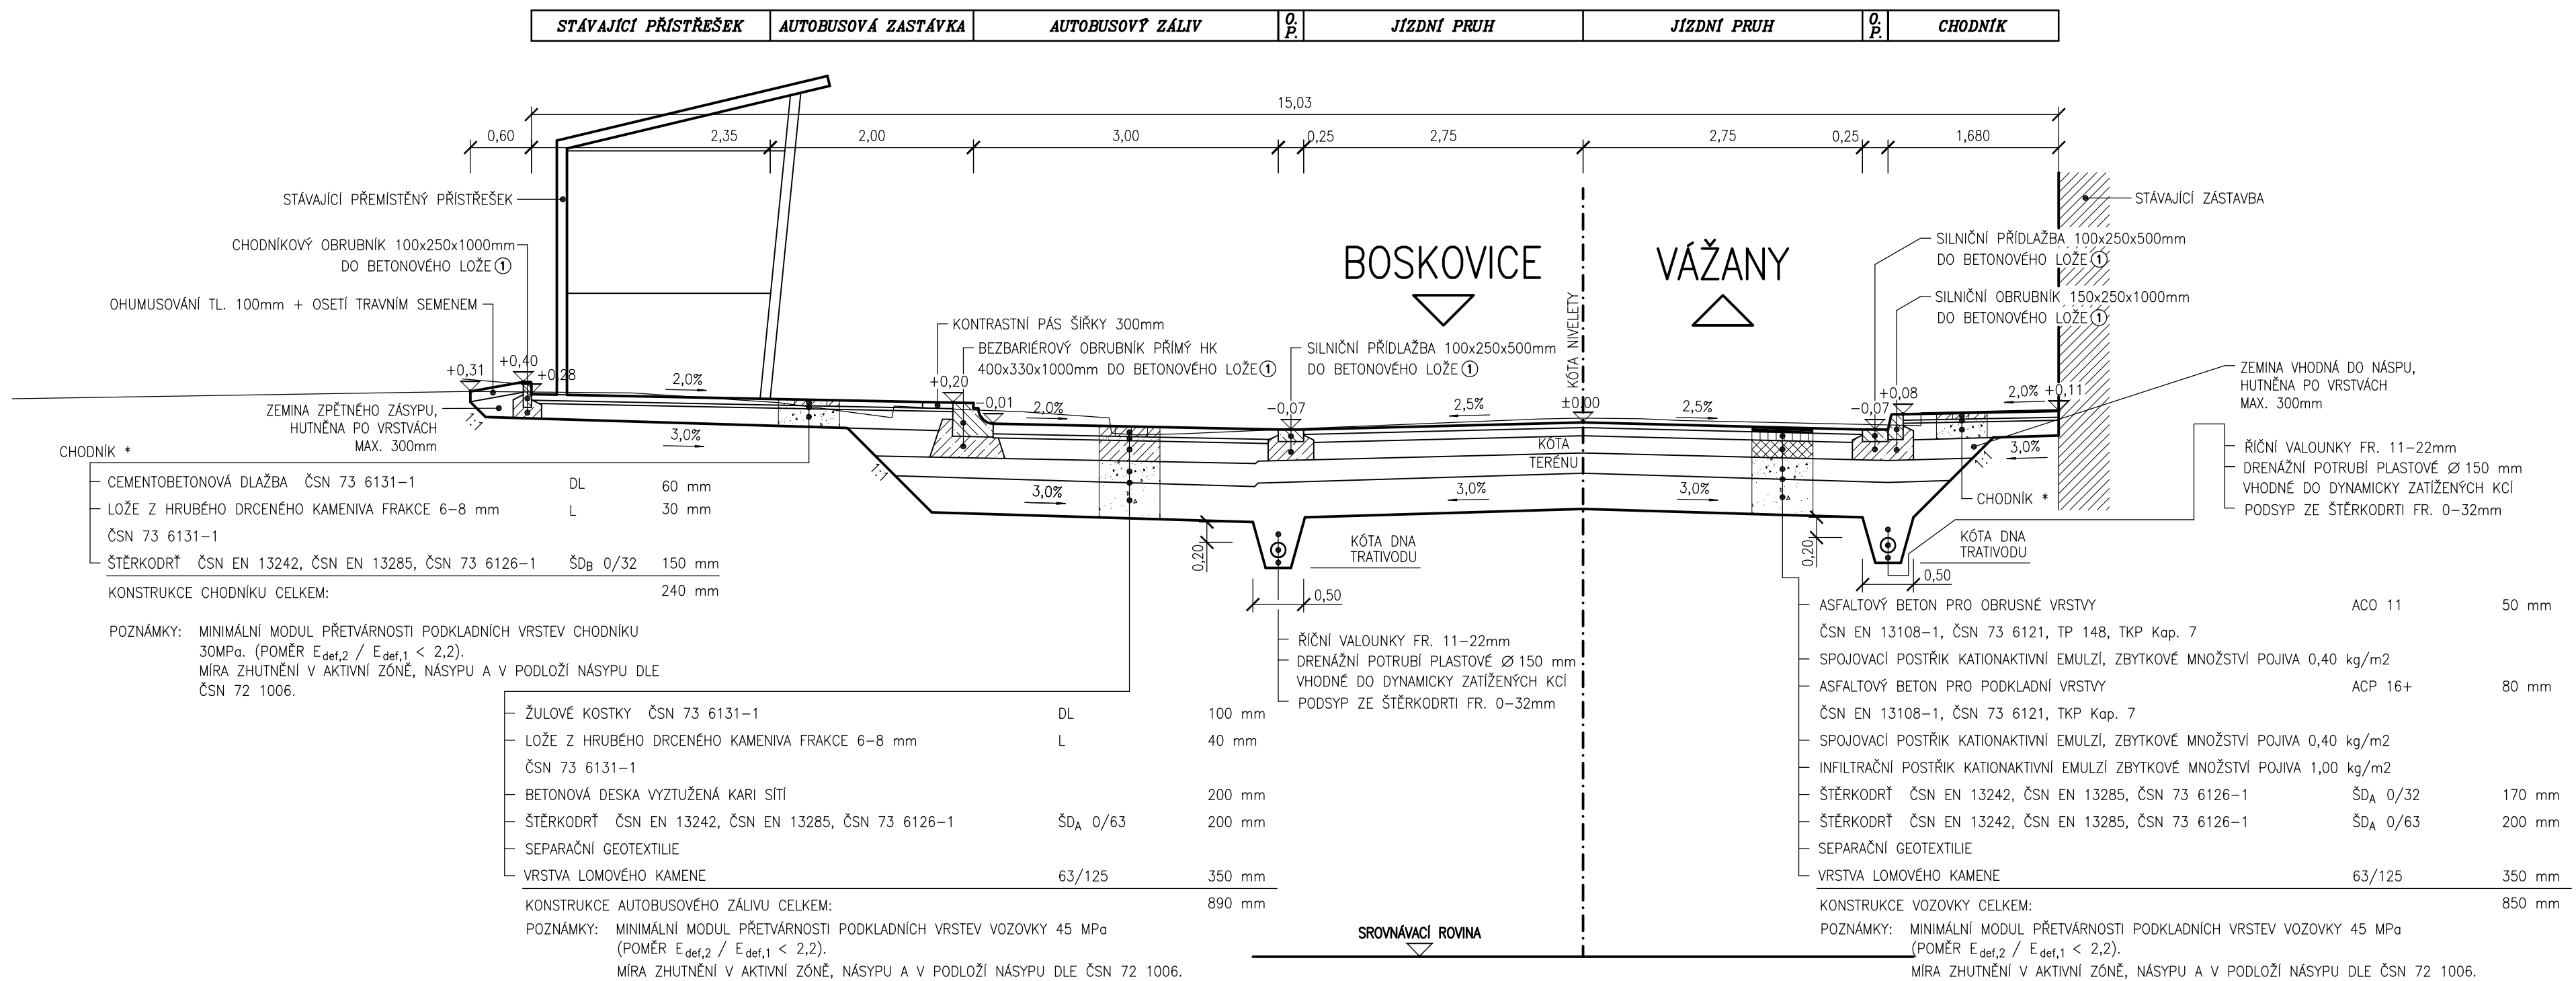 STÁVAJÍCÍ PŘÍSTŘEŠEK AUTOBUSOVÁ ZASTÁVKA AUTOBUSOVÝ ZÁLIV O. P. JÍZDNÍ PRUH JÍZDNÍ PRUH O. P. CHODNÍK
15,03
0,60 2,35 2,00 3,00 0,25 2,75 2,75 0,25 1,680
STÁVAJÍCÍ PŘEMÍSTĚNÝ PŘÍSTŘEŠEK
STÁVAJÍCÍ ZÁSTAVBA
CHODNÍKOVÝ OBRUBNÍK 100x250x1000mm
DO BETONOVÉHO LOŽE ①
OHUMUSOVÁNÍ TL. 100mm + OSETÍ TRAVNÍM SEMENEM
BOSKOVICE
VÁŽANY
KÓTA NIVELETY
SILNIČNÍ PŘÍDLAŽBA 100x250x500mm
DO BETONOVÉHO LOŽE ①
SILNIČNÍ OBRUBNÍK 150x250x1000mm
DO BETONOVÉHO LOŽE ①
KONTRASTNÍ PÁS ŠÍŘKY 300mm
BEZBARIÉROVÝ OBRUBNÍK PŘÍMÝ HK
400x330x1000mm DO BETONOVÉHO LOŽE ①
SILNIČNÍ PŘÍDLAŽBA 100x250x500mm
DO BETONOVÉHO LOŽE ①
ZEMINA VHODNÁ DO NÁSPU,
HUTNĚNA PO VRSTVÁCH
MAX. 300mm
+0,31 +0,40 +0,28 2,0% +0,20 -0,01 2,0% -0,07 2,5% ±0,00 2,5% -0,07 +0,08 2,0% +0,11
ZEMINA ZPĚTNÉHO ZÁSYPU,
HUTNĚNA PO VRSTVÁCH
MAX. 300mm
1:1 3,0% 1:1 3,0% 3,0% 3,0% 1:1 3,0%
KÓTA
TERÉNU
0,20
KÓTA DNA
TRATIVODU
0,50
0,20
KÓTA DNA
TRATIVODU
0,50
CHODNÍK *
ŘÍČNÍ VALOUNKY FR. 11-22mm
DRENÁŽNÍ POTRUBÍ PLASTOVÉ Ø 150 mm
VHODNÉ DO DYNAMICKY ZATÍŽENÝCH KCÍ
PODSYP ZE ŠTĚRKODRTI FR. 0-32mm
CHODNÍK *
CEMENTOBETONOVÁ DLAŽBA ČSN 73 6131-1 DL 60 mm
LOŽE Z HRUBÉHO DRCENÉHO KAMENIVA FRAKCE 6-8 mm L 30 mm
ČSN 73 6131-1
ŠTĚRKODRŤ ČSN EN 13242, ČSN EN 13285, ČSN 73 6126-1 ŠDB 0/32 150 mm
KONSTRUKCE CHODNÍKU CELKEM: 240 mm
POZNÁMKY: MINIMÁLNÍ MODUL PŘETVÁRNOSTI PODKLADNÍCH VRSTEV CHODNÍKU
30MPa. (POMĚR Edef,2 / Edef,1 < 2,2).
MÍRA ZHUTNĚNÍ V AKTIVNÍ ZÓNĚ, NÁSYPU A V PODLOŽÍ NÁSYPU DLE
ČSN 72 1006.
ŘÍČNÍ VALOUNKY FR. 11-22mm
DRENÁŽNÍ POTRUBÍ PLASTOVÉ Ø 150 mm
VHODNÉ DO DYNAMICKY ZATÍŽENÝCH KCÍ
PODSYP ZE ŠTĚRKODRTI FR. 0-32mm
ŽULOVÉ KOSTKY ČSN 73 6131-1 DL 100 mm
LOŽE Z HRUBÉHO DRCENÉHO KAMENIVA FRAKCE 6-8 mm L 40 mm
ČSN 73 6131-1
BETONOVÁ DESKA VYZTUŽENÁ KARI SÍTÍ 200 mm
ŠTĚRKODRŤ ČSN EN 13242, ČSN EN 13285, ČSN 73 6126-1 ŠDA 0/63 200 mm
SEPARAČNÍ GEOTEXTILIE
VRSTVA LOMOVÉHO KAMENE 63/125 350 mm
KONSTRUKCE AUTOBUSOVÉHO ZÁLIVU CELKEM: 890 mm
POZNÁMKY: MINIMÁLNÍ MODUL PŘETVÁRNOSTI PODKLADNÍCH VRSTEV VOZOVKY 45 MPa
(POMĚR Edef,2 / Edef,1 < 2,2).
MÍRA ZHUTNĚNÍ V AKTIVNÍ ZÓNĚ, NÁSYPU A V PODLOŽÍ NÁSYPU DLE ČSN 72 1006.
SROVNÁVACÍ ROVINA
ASFALTOVÝ BETON PRO OBRUSNÉ VRSTVY ACO 11 50 mm
ČSN EN 13108-1, ČSN 73 6121, TP 148, TKP Kap. 7
SPOJOVACÍ POSTŘIK KATIONAKTIVNÍ EMULZÍ, ZBYTKOVÉ MNOŽSTVÍ POJIVA 0,40 kg/m2
ASFALTOVÝ BETON PRO PODKLADNÍ VRSTVY ACP 16+ 80 mm
ČSN EN 13108-1, ČSN 73 6121, TKP Kap. 7
SPOJOVACÍ POSTŘIK KATIONAKTIVNÍ EMULZÍ, ZBYTKOVÉ MNOŽSTVÍ POJIVA 0,40 kg/m2
INFILTRAČNÍ POSTŘIK KATIONAKTIVNÍ EMULZÍ ZBYTKOVÉ MNOŽSTVÍ POJIVA 1,00 kg/m2
ŠTĚRKODRŤ ČSN EN 13242, ČSN EN 13285, ČSN 73 6126-1 ŠDA 0/32 170 mm
ŠTĚRKODRŤ ČSN EN 13242, ČSN EN 13285, ČSN 73 6126-1 ŠDA 0/63 200 mm
SEPARAČNÍ GEOTEXTILIE
VRSTVA LOMOVÉHO KAMENE 63/125 350 mm
KONSTRUKCE VOZOVKY CELKEM: 850 mm
POZNÁMKY: MINIMÁLNÍ MODUL PŘETVÁRNOSTI PODKLADNÍCH VRSTEV VOZOVKY 45 MPa
(POMĚR Edef,2 / Edef,1 < 2,2).
MÍRA ZHUTNĚNÍ V AKTIVNÍ ZÓNĚ, NÁSYPU A V PODLOŽÍ NÁSYPU DLE ČSN 72 1006.